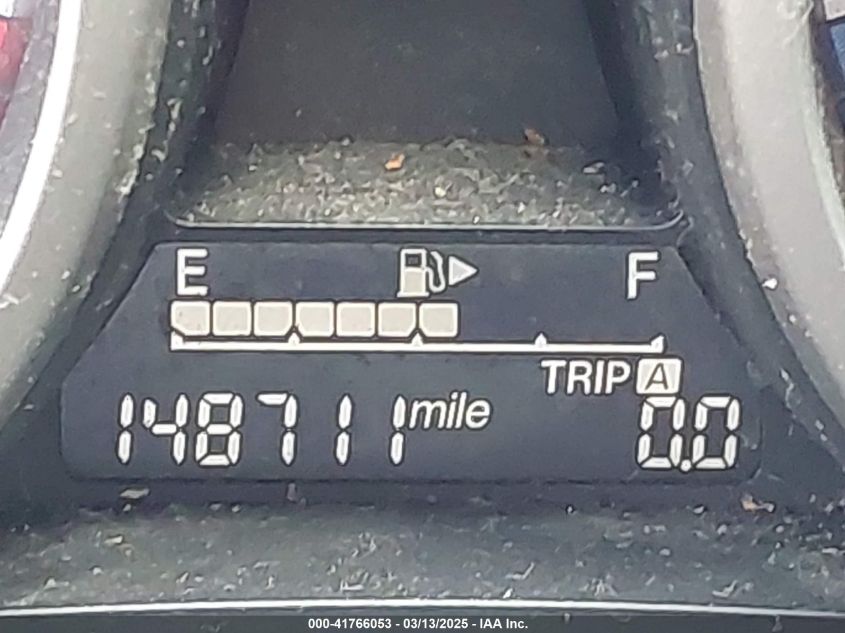 E F
TRIP A
148711 mile 0.0
000-41766053 - 03/13/2025 - IAA Inc.